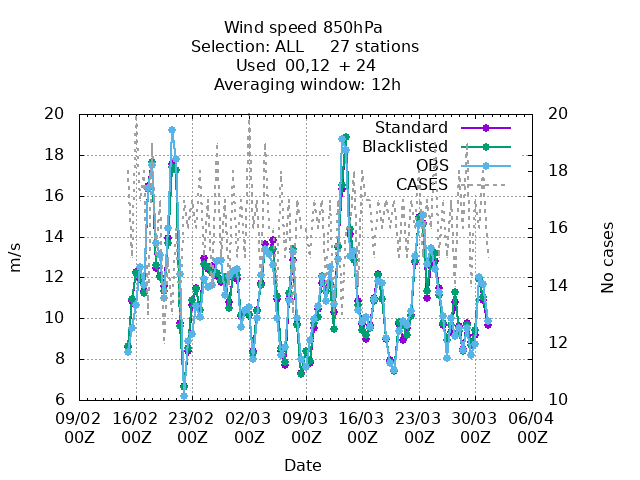 Wind speed 850hPa
Selection: ALL 27 stations
Used 00,12 + 24
Averaging window: 12h
20 20
Standard
Blacklisted
OBS
CASES
18 18
16 16
14 14
12 12
10
8
6 10
m/s
No cases
09/02 16/02 23/02 02/03 09/03 16/03 23/03 30/03 06/04
00Z 00Z 00Z 00Z 00Z 00Z 00Z 00Z 00Z
Date